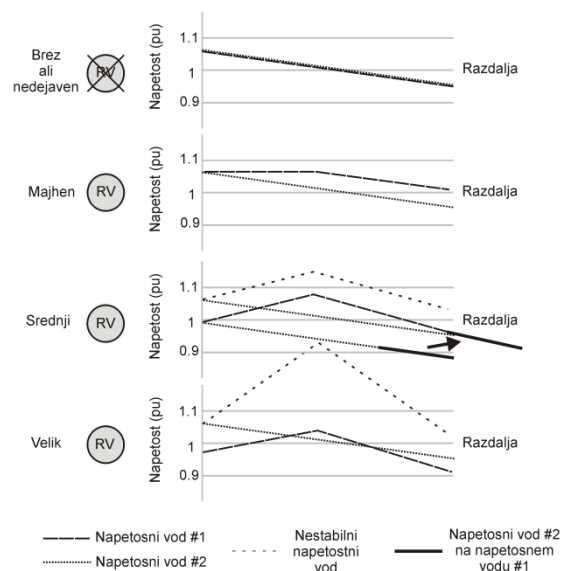 Brez
ali
nedejaven
RV
Napetost (pu)
1.1
1
0.9
Razdalja
Majhen
RV
Napetost (pu)
1.1
1
0.9
Razdalja
Srednji
RV
Napetost (pu)
1.1
1
0.9
Razdalja
Velik
RV
Napetost (pu)
1.1
1
0.9
Razdalja
Napetosni vod #1
Napetosni vod #2
Nestabilni
napetostni
vod
Napetosni vod #2
na napetosnem
vodu #1